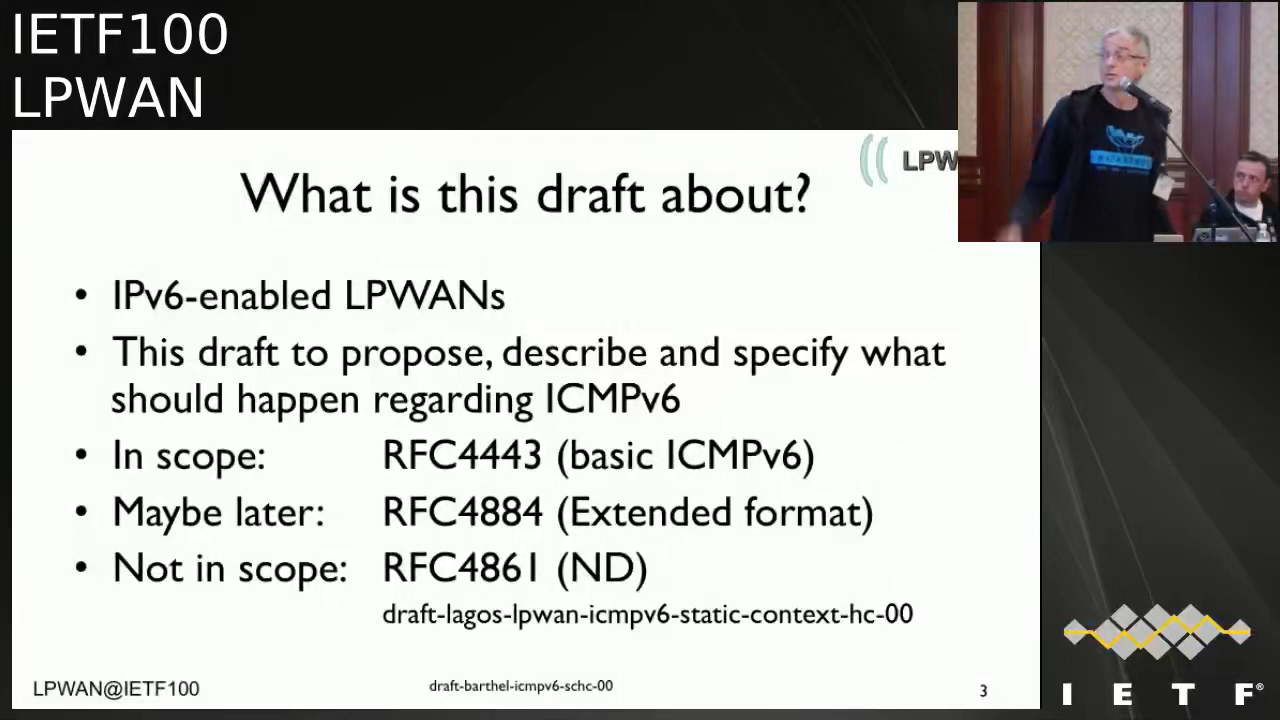 IETF100
LPWAN
LPW
What is this draft about?
• IPv6-enabled LPWANs
• This draft to propose, describe and specify what
should happen regarding ICMPv6
• In scope: RFC4443 (basic ICMPv6)
• Maybe later: RFC4884 (Extended format)
• Not in scope: RFC4861 (ND)
draft-lagos-lpwan-icmpv6-static-context-hc-00
LPWAN@IETF100
draft-barthel-icmpv6-schc-00
3
I E T F®